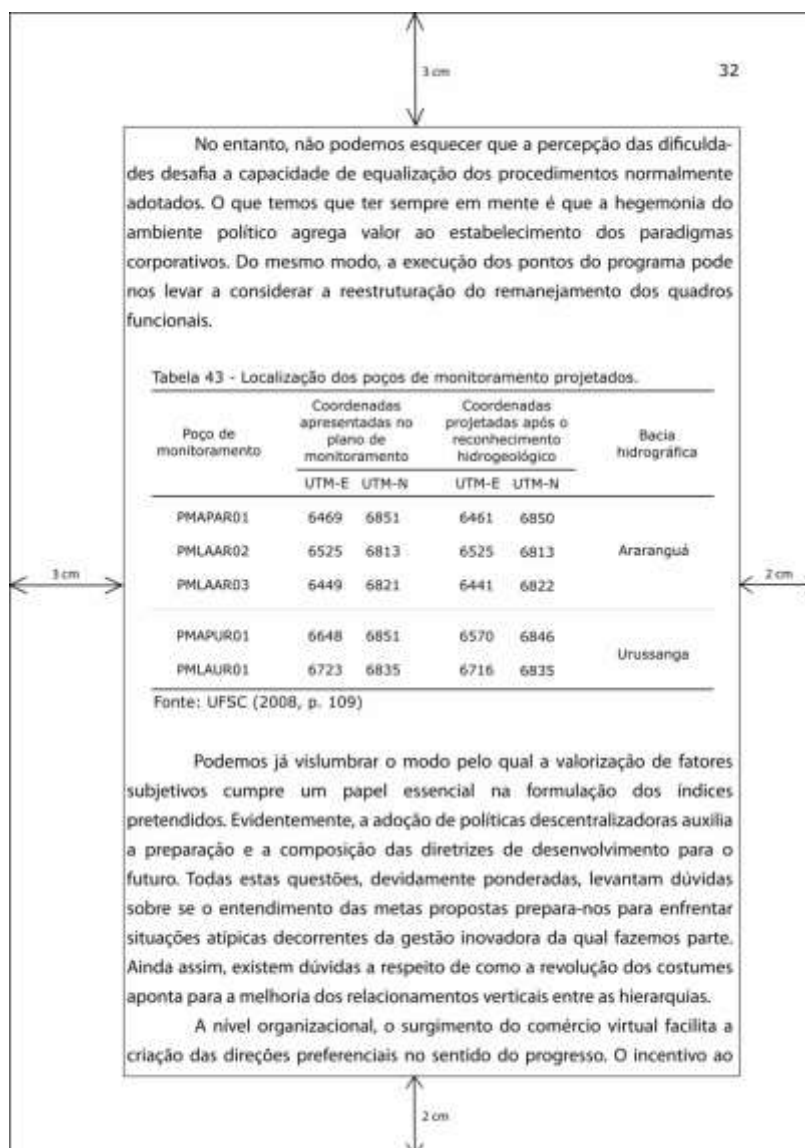 3 cm
32
No entanto, não podemos esquecer que a percepção das dificulda-
des desafia a capacidade de equalização dos procedimentos normalmente
adotados. O que temos que ter sempre em mente é que a hegemonia do
ambiente político agrega valor ao estabelecimento dos paradigmas
corporativos. Do mesmo modo, a execução dos pontos do programa pode
nos levar a considerar a reestruturação do remanejamento dos quadros
funcionais.
Tabela 43 - Localização dos poços de monitoramento projetados.
Poço de
monitoramento
Coordenadas
apresentadas no
plano de
monitoramento
Coordenadas
projetadas após o
reconhecimento
hidrogeológico
Bacia
hidrográfica
UTM-E UTM-N UTM-E UTM-N
PMAPAR01 6469 6851 6461 6850
PMLAAR02 6525 6813 6525 6813 Araranguá
PMLAAR03 6449 6821 6441 6822
3 cm
2 cm
PMAPUR01 6648 6851 6570 6846
Urussanga
PMLAUR01 6723 6835 6716 6835
Fonte: UFSC (2008, p. 109)
Podemos já vislumbrar o modo pelo qual a valorização de fatores
subjetivos cumpre um papel essencial na formulação dos índices
pretendidos. Evidentemente, a adoção de políticas descentralizadoras auxilia
a preparação e a composição das diretrizes de desenvolvimento para o
futuro. Todas estas questões, devidamente ponderadas, levantam dúvidas
sobre se o entendimento das metas propostas prepara-nos para enfrentar
situações atípicas decorrentes da gestão inovadora da qual fazemos parte.
Ainda assim, existem dúvidas a respeito de como a revolução dos costumes
aponta para a melhoria dos relacionamentos verticais entre as hierarquias.
A nível organizacional, o surgimento do comércio virtual facilita a
criação das direções preferenciais no sentido do progresso. O incentivo ao
2 cm